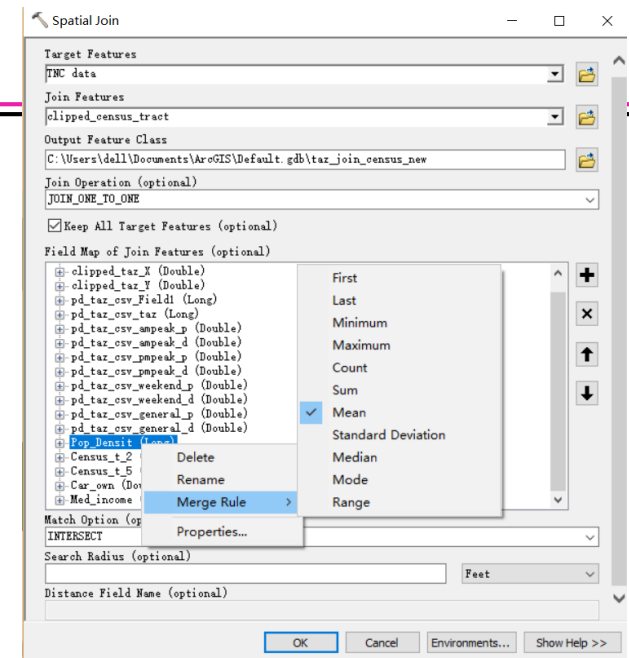 Spatial Join
Target Features
TNC data
Join Features
clipped_census_tract
Output Feature Class
C:\Users\dell\Documents\ArcGIS\Default.gdb\taz_join_census_new
Join Operation (optional)
JOIN_ONE_TO_ONE
Keep All Target Features (optional)
Field Map of Join Features (optional)
clipped_taz_X (Double)
clipped_taz_Y (Double)
pd_taz_csv_Field1 (Long)
pd_taz_csv_taz (Long)
pd_taz_csv_ampeak_p (Double)
pd_taz_csv_ampeak_d (Double)
pd_taz_csv_pmpeak_p (Double)
pd_taz_csv_pmpeak_d (Double)
pd_taz_csv_weekend_p (Double)
pd_taz_csv_weekend_d (Double)
pd_taz_csv_general_p (Double)
pd_taz_csv_general_d (Double)
Pop_Densit (Long)
Census_t_2
Census_t_5
Car_own (Dou
Med_income
Delete
Rename
Merge Rule
Properties...
First
Last
Minimum
Maximum
Count
Sum
Mean
Standard Deviation
Median
Mode
Range
Match Option (op
INTERSECT
Search Radius (optional)
Feet
Distance Field Name (optional)
OK Cancel Environments... Show Help >>